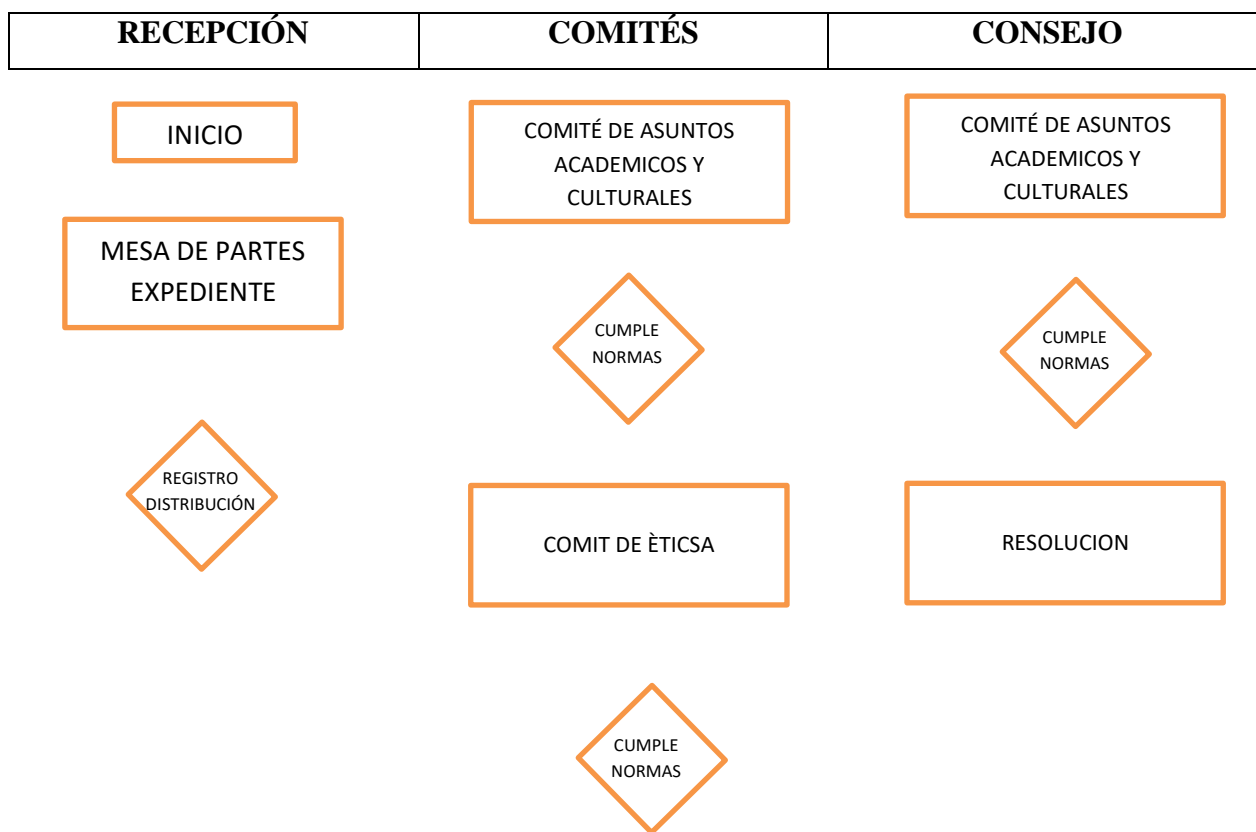 RECEPCIÓN
COMITÉS
CONSEJO
INICIO
MESA DE PARTES
EXPEDIENTE
REGISTRO
DISTRIBUCIÓN
COMITÉ DE ASUNTOS
ACADEMICOS Y
CULTURALES
CUMPLE
NORMAS
COMIT DE ÈTICSA
CUMPLE
NORMAS
COMITÉ DE ASUNTOS
ACADEMICOS Y
CULTURALES
CUMPLE
NORMAS
RESOLUCION